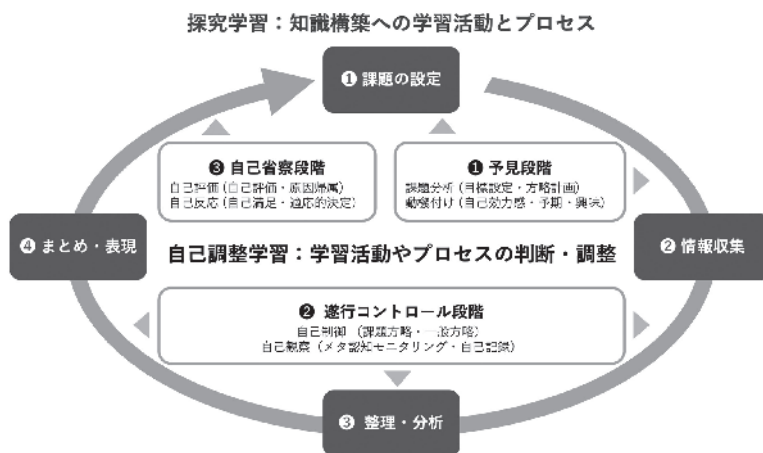 探究学習：知識構築への学習活動とプロセス
❶ 課題の設定
❸ 自己省察段階
自己評価（自己評価・原因帰属）
自己反応（自己満足・適応的決定）
❶ 予見段階
課題分析（目標設定・方略計画）
動機付け（自己効力感・予期・興味）
❹ まとめ・表現
自己調整学習：学習活動やプロセスの判断・調整
❷ 情報収集
❷ 遂行コントロール段階
自己制御 （課題方略・一般方略）
自己観察（メタ認知モニタリング・自己記録）
❸ 整理・分析